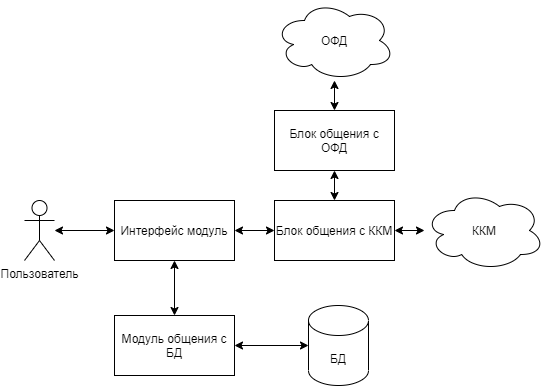 ОФД
Блок общения с
ОФД
Интерфейс модуль
Блок общения с ККМ
ККМ
Пользователь
Модуль общения с
БД
БД